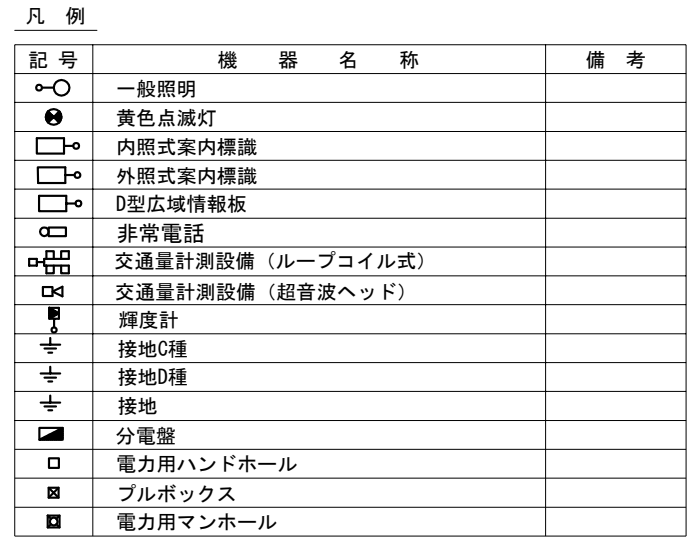 凡 例
記 号 機 器 名 称 備 考
一般照明
黄色点滅灯
内照式案内標識
外照式案内標識
D型広域情報板
非常電話
交通量計測設備（ループコイル式）
交通量計測設備（超音波ヘッド）
輝度計
接地C種
接地D種
接地
分電盤
電力用ハンドホール
プルボックス
電力用マンホール